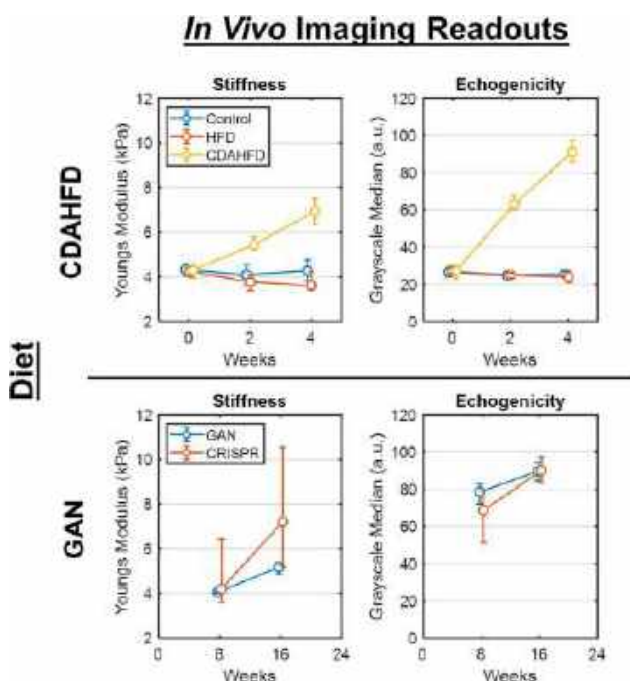 In Vivo Imaging Readouts
Stiffness
Echogenicity
12
10
8
6
4
2
Youngs Modulus (kPa)
Control
HFD
CDAHFD
0 2 4
Weeks
120
100
80
60
40
20
0
Grayscale Median (a.u.)
0 2 4
Weeks
CDAHFD
Diet
Stiffness
Echogenicity
12
10
8
6
4
2
Youngs Modulus (kPa)
GAN
CRISPR
0 8 16 24
Weeks
120
100
80
60
40
20
0
Grayscale Median (a.u.)
0 8 16 24
Weeks
GAN